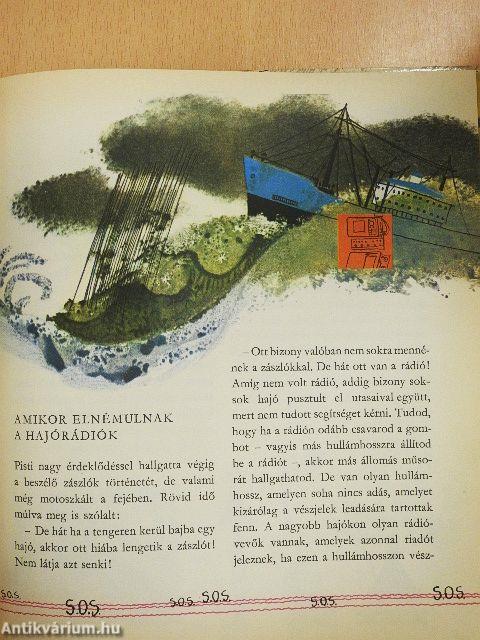 AMIKOR ELNÉMULNAK
A HAJÓRÁDIÓK
Pisti nagy érdeklődéssel hallgatta végig
a beszélő zászlók történetét, de valami
még motoszkált a fejében. Rövid idő
múlva meg is szólalt:
– De hát ha a tengeren kerül bajba egy
hajó, akkor ott hiába lengetik a zászlót!
Nem látja azt senki!
– Ott bizony valóban nem sokra menné-
nek a zászlókkal. De hát ott van a rádió!
Amíg nem volt rádió, addig bizony sok-
sok hajó pusztult el utasaival együtt,
mert nem tudott segítséget kérni. Tudod,
hogy ha a rádión odább csavarod a gom-
bot – vagyis más hullámhosszra állítod
be a rádiót –, akkor más állomás műso-
rát hallgathatod. De van olyan hullám-
hossz, amelyen soha nincs adás, amelyet
kizárólag a vészjelek leadására tartottak
fenn. A nagyobb hajókon olyan rádió-
vevők vannak, amelyek azonnal riadót
jeleznek, ha ezen a hullámhosszon vész-
S.O.S. S.O.S. S.O.S. S.O.S. S.O.S. S.O.S.
Antikvárium.hu